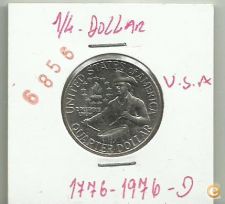 1/4 - DOLLAR
6856
UNITED STATES OF AMERICA
U.S.A
QUARTER DOLLAR
1776-1976-D